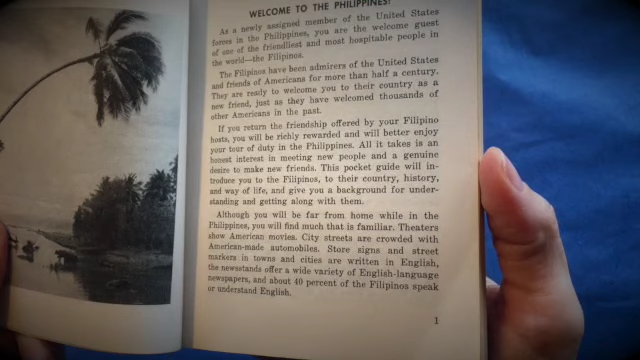 WELCOME TO THE PHILIPPINES!
As a newly assigned member of the United States
forces in the Philippines, you are the welcome guest
of one of the friendliest and most hospitable people in
the world—the Filipinos.
The Filipinos have been admirers of the United States
and friends of Americans for more than half a century.
They are ready to welcome you to their country as a
new friend, just as they have welcomed thousands of
other Americans in the past.
If you return the friendship offered by your Filipino
hosts, you will be richly rewarded and will better enjoy
your tour of duty in the Philippines. All it takes is an
honest interest in meeting new people and a genuine
desire to make new friends. This pocket guide will in-
troduce you to the Filipinos, to their country, history,
and way of life, and give you a background for under-
standing and getting along with them.
Although you will be far from home while in the
Philippines, you will find much that is familiar. Theaters
show American movies. City streets are crowded with
American-made automobiles. Store signs and street
markers in towns and cities are written in English,
the newsstands offer a wide variety of English-language
newspapers, and about 40 percent of the Filipinos speak
or understand English.
1